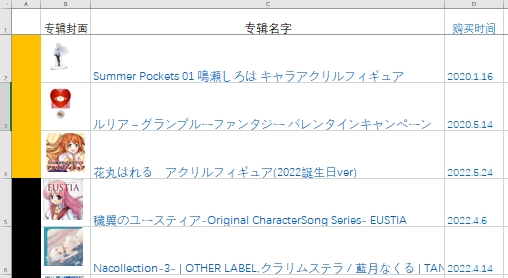 A B C D
1 专辑封面 专辑名字 购买时间
2 Summer Pockets 01 鳴瀬しろは キャラアクリルフィギュア 2020.1.16
3 ルリア – グランブルーファンタジー バレンタインキャンペーン 2020.5.14
4 花丸はれる　アクリルフィギュア(2022誕生日ver) 2022.5.24
EUSTIA
5 穢翼のユースティア-Original CharacterSong Series- EUSTIA 2022.4.6
6 Nacollection-3- | OTHER LABEL,クラリムステラ / 藍月なくる | TAN 2022.4.14